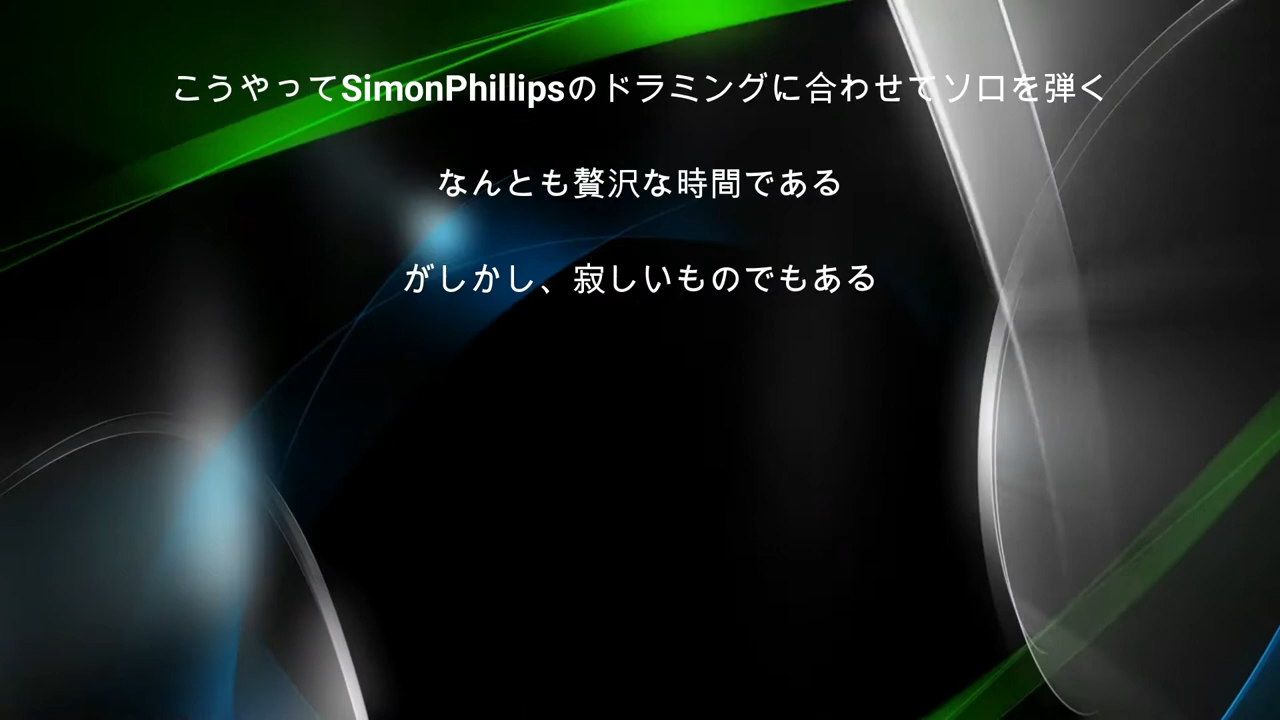 こうやってSimonPhillipsのドラミングに合わせてソロを弾く
なんとも贅沢な時間である
がしかし、寂しいものでもある